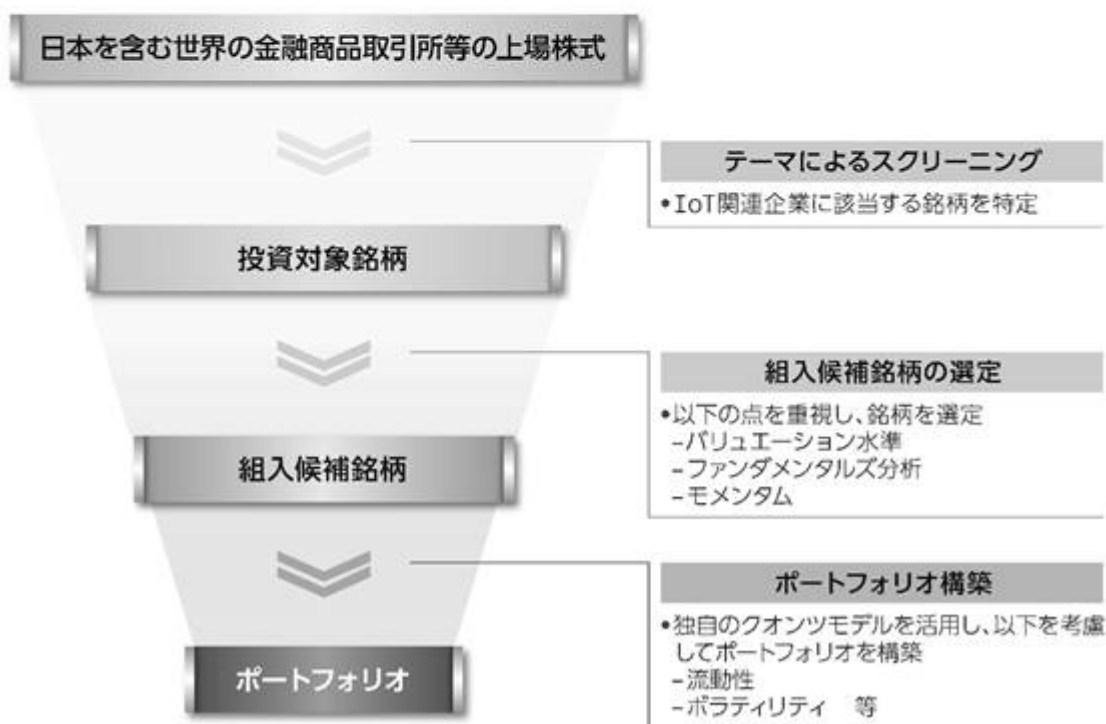 日本を含む世界の金融商品取引所等の上場株式
テーマによるスクリーニング
•IoT関連企業に該当する銘柄を特定
投資対象銘柄
組入候補銘柄の選定
•以下の点を重視し、銘柄を選定
–バリュエーション水準
–ファンダメンタルズ分析
–モメンタム
組入候補銘柄
ポートフォリオ構築
•独自のクオンツモデルを活用し、以下を考慮
してポートフォリオを構築
–流動性
–ボラティリティ 等
ポートフォリオ